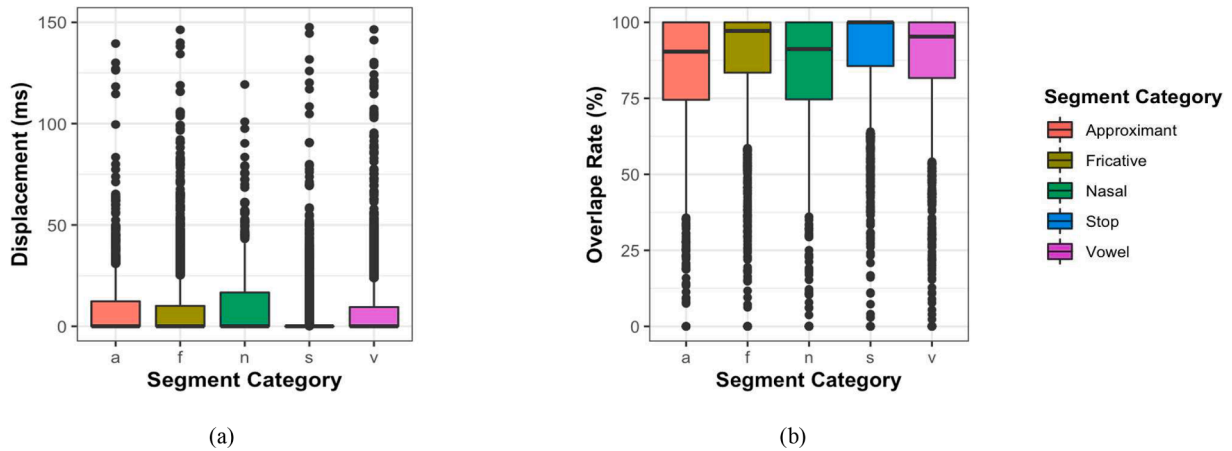 150
100
50
0
Displacement (ms)
a f n s v
Segment Category
(a)
100
75
50
25
0
Overlape Rate (%)
a f n s v
Segment Category
(b)
Segment Category
Approximant
Fricative
Nasal
Stop
Vowel